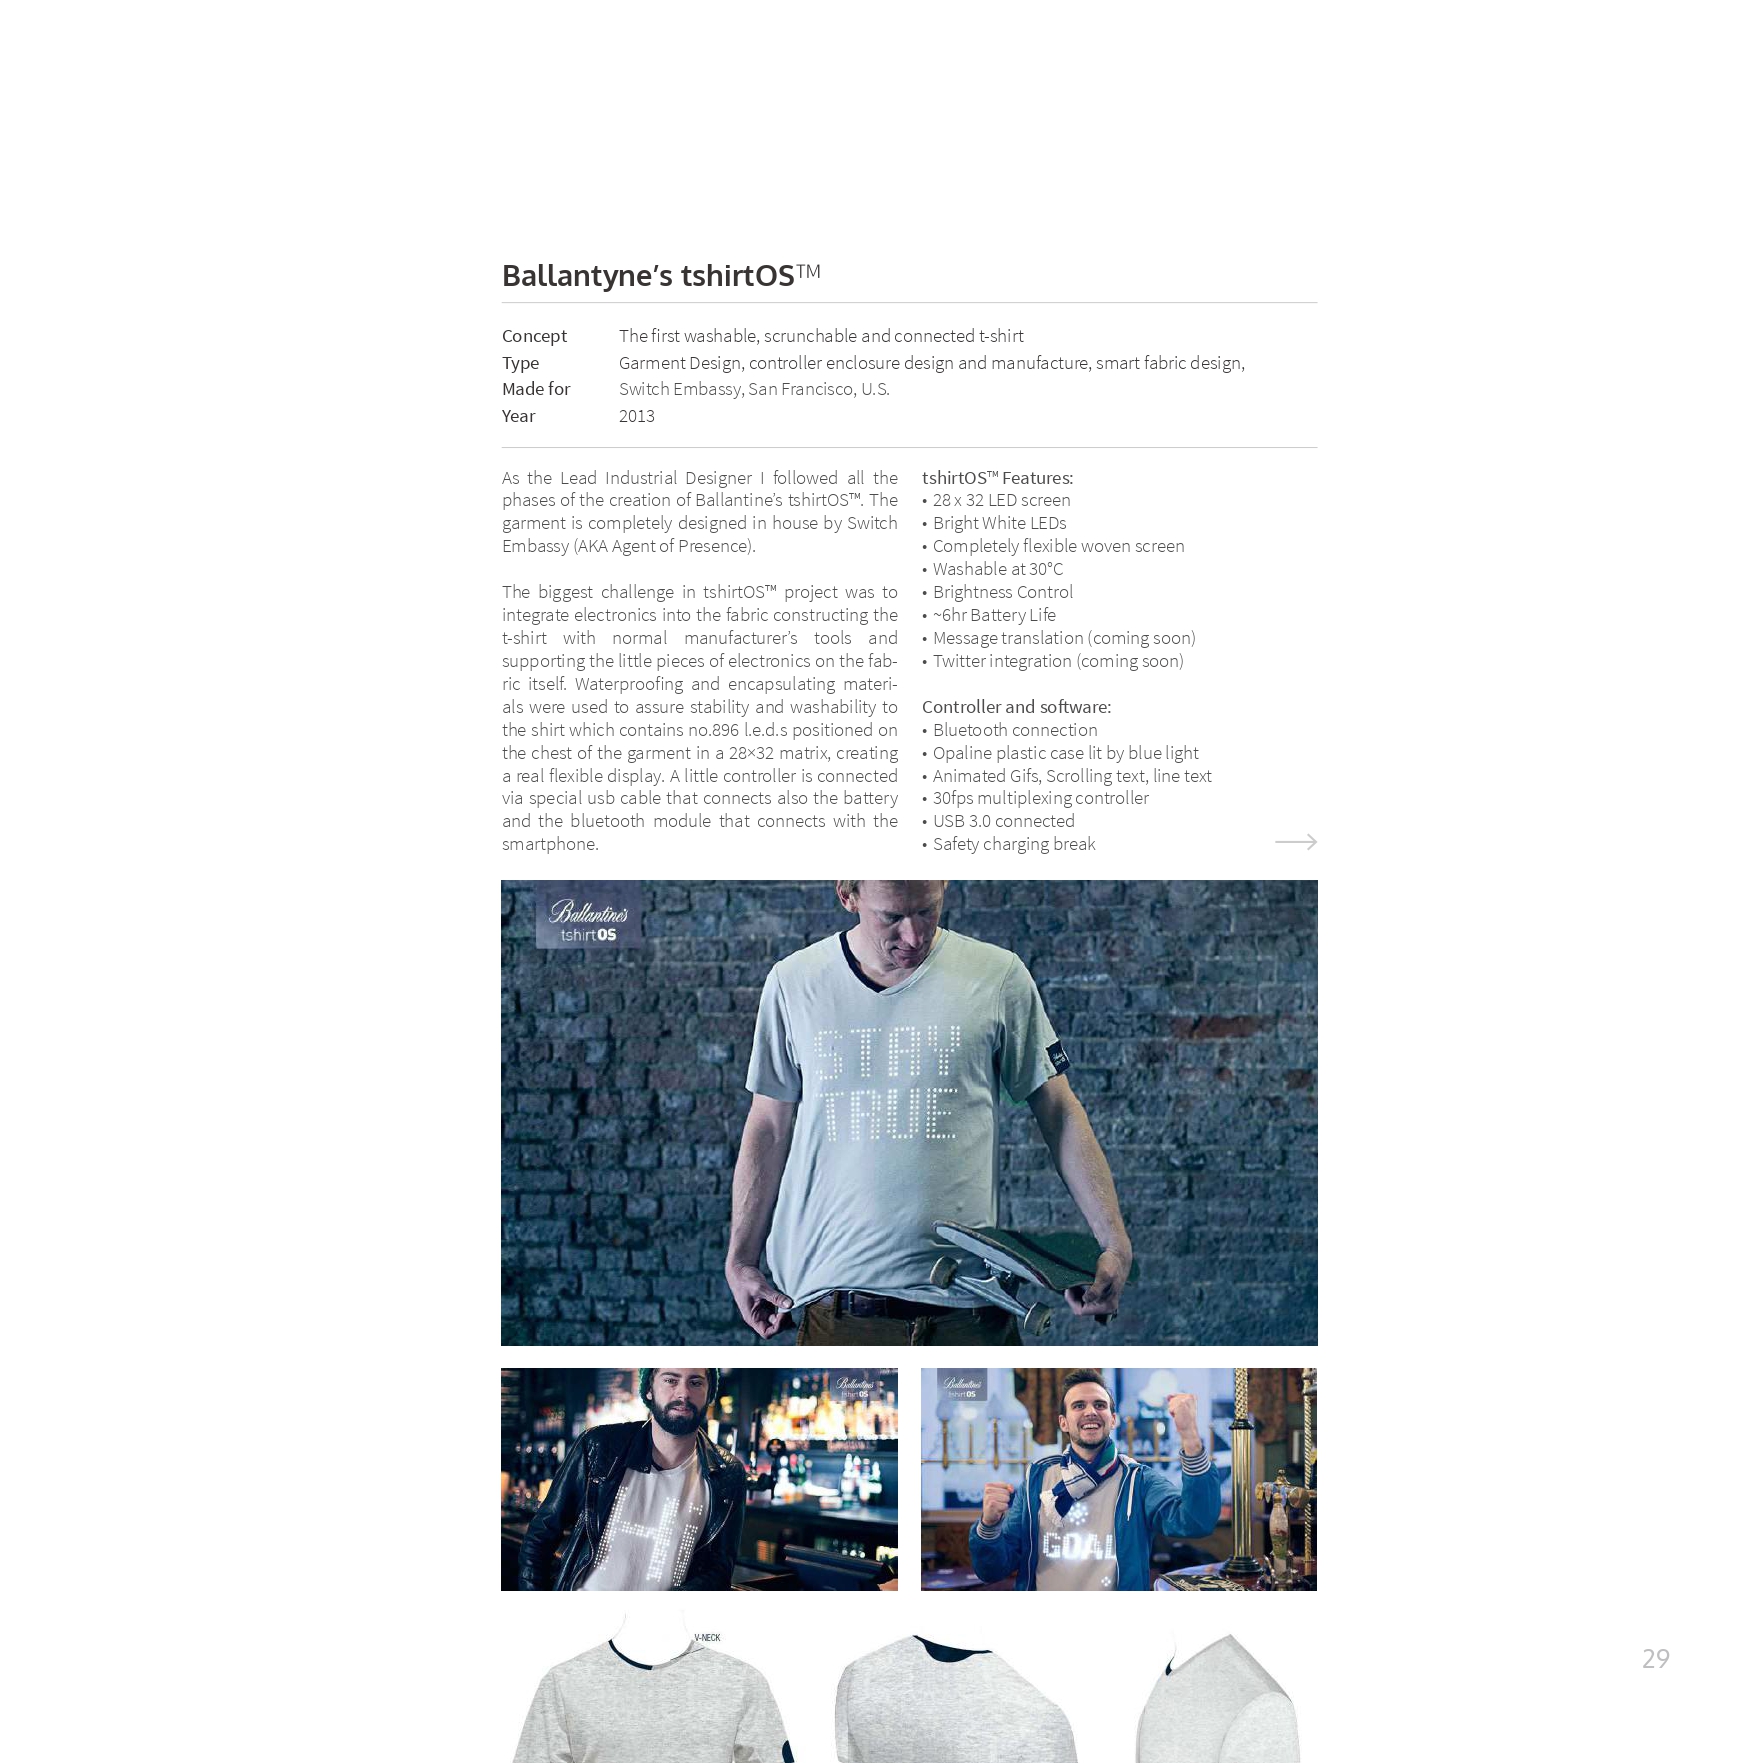 Ballantyne’s tshirtOS™
Concept The first washable, scrunchable and connected t-shirt
Type Garment Design, controller enclosure design and manufacture, smart fabric design,
Made for Switch Embassy, San Francisco, U.S.
Year 2013
As the Lead Industrial Designer I followed all the
phases of the creation of Ballantine’s tshirtOS™. The
garment is completely designed in house by Switch
Embassy (AKA Agent of Presence).
The biggest challenge in tshirtOS™ project was to
integrate electronics into the fabric constructing the
t-shirt with normal manufacturer’s tools and
supporting the little pieces of electronics on the fab-
ric itself. Waterproofing and encapsulating materi-
als were used to assure stability and washability to
the shirt which contains no.896 l.e.d.s positioned on
the chest of the garment in a 28×32 matrix, creating
a real flexible display. A little controller is connected
via special usb cable that connects also the battery
and the bluetooth module that connects with the
smartphone.
tshirtOS™ Features:
• 28 x 32 LED screen
• Bright White LEDs
• Completely flexible woven screen
• Washable at 30°C
• Brightness Control
• ~6hr Battery Life
• Message translation (coming soon)
• Twitter integration (coming soon)
Controller and software:
• Bluetooth connection
• Opaline plastic case lit by blue light
• Animated Gifs, Scrolling text, line text
• 30fps multiplexing controller
• USB 3.0 connected
• Safety charging break
Ballantine's
tshirtOS
STAY
TRUE
Ballantine's
tshirtOS
Hi
Ballantine's
tshirtOS
GOAL
V-NECK
29